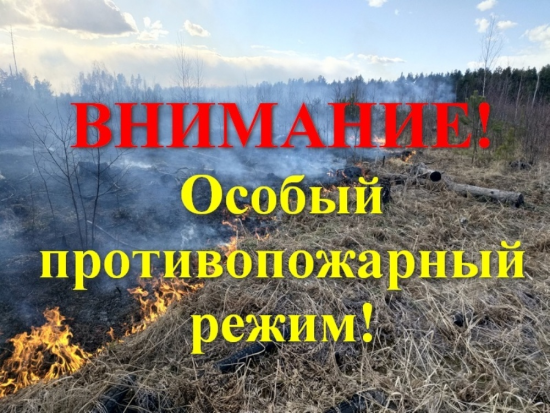 ВНИМАНИЕ!
Особый
противопожарный
режим!